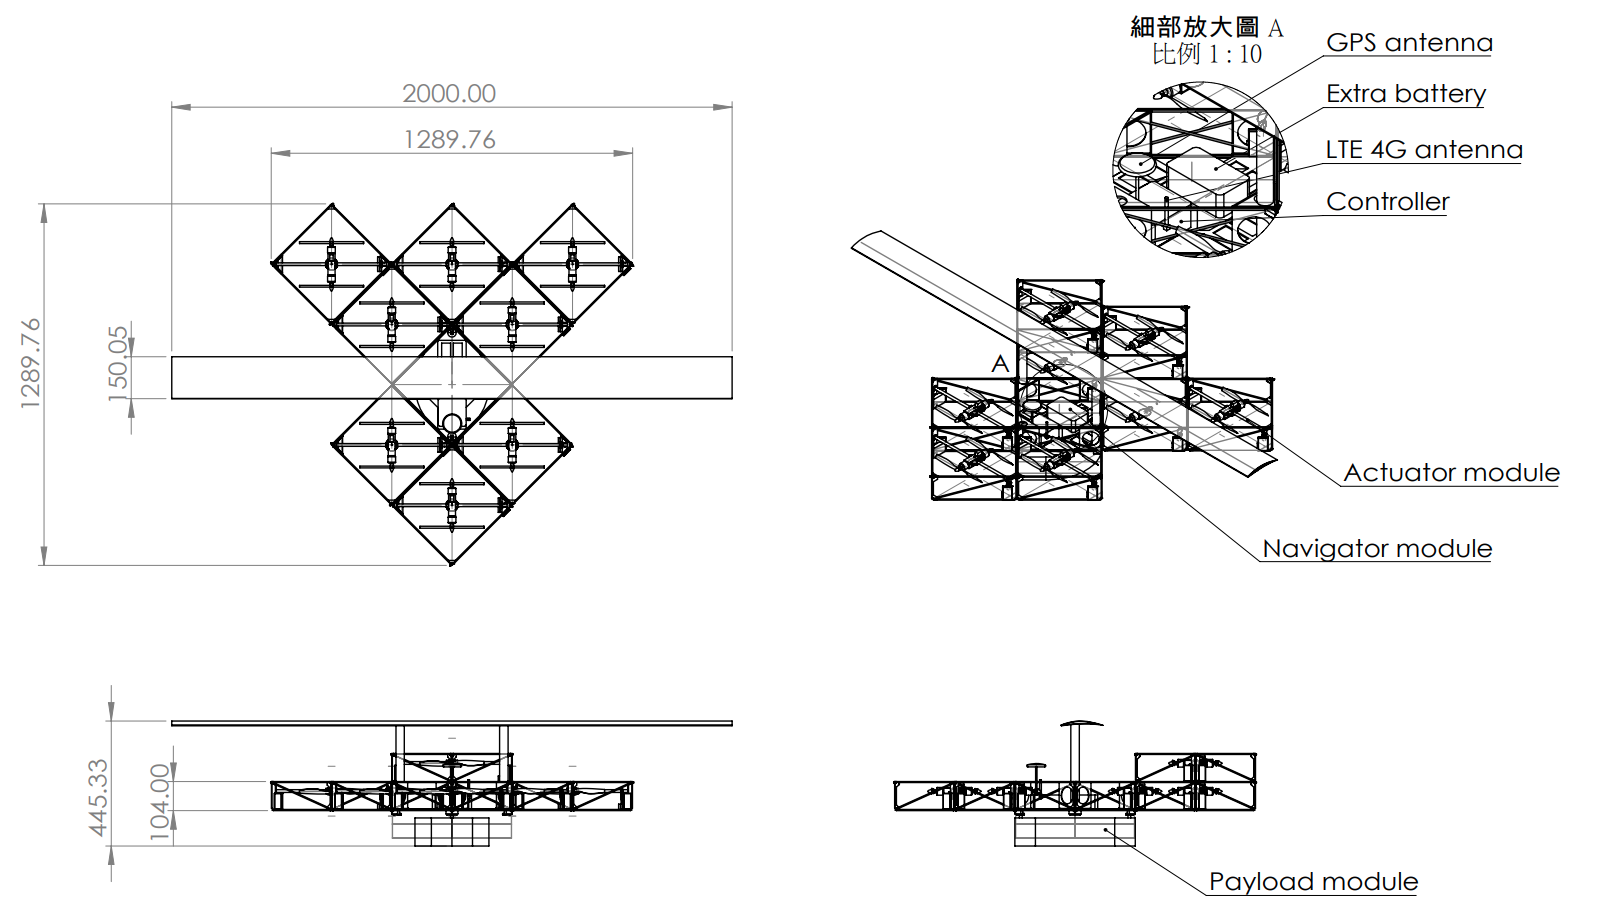 細部放大圖 A
比例 1 : 10
GPS antenna
Extra battery
LTE 4G antenna
Controller
2000.00
1289.76
1289.76
150.05
A
Actuator module
Navigator module
445.33
104.00
Payload module